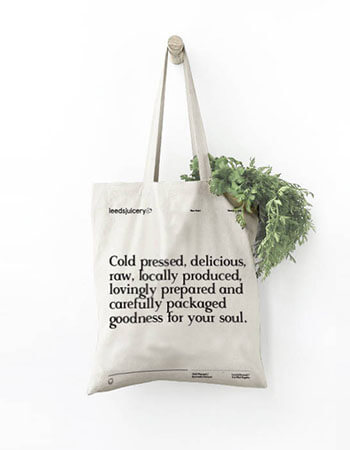 leedsjuicery
Cold pressed, delicious,
raw, locally produced,
lovingly prepared and
carefully packaged
goodness for your soul.